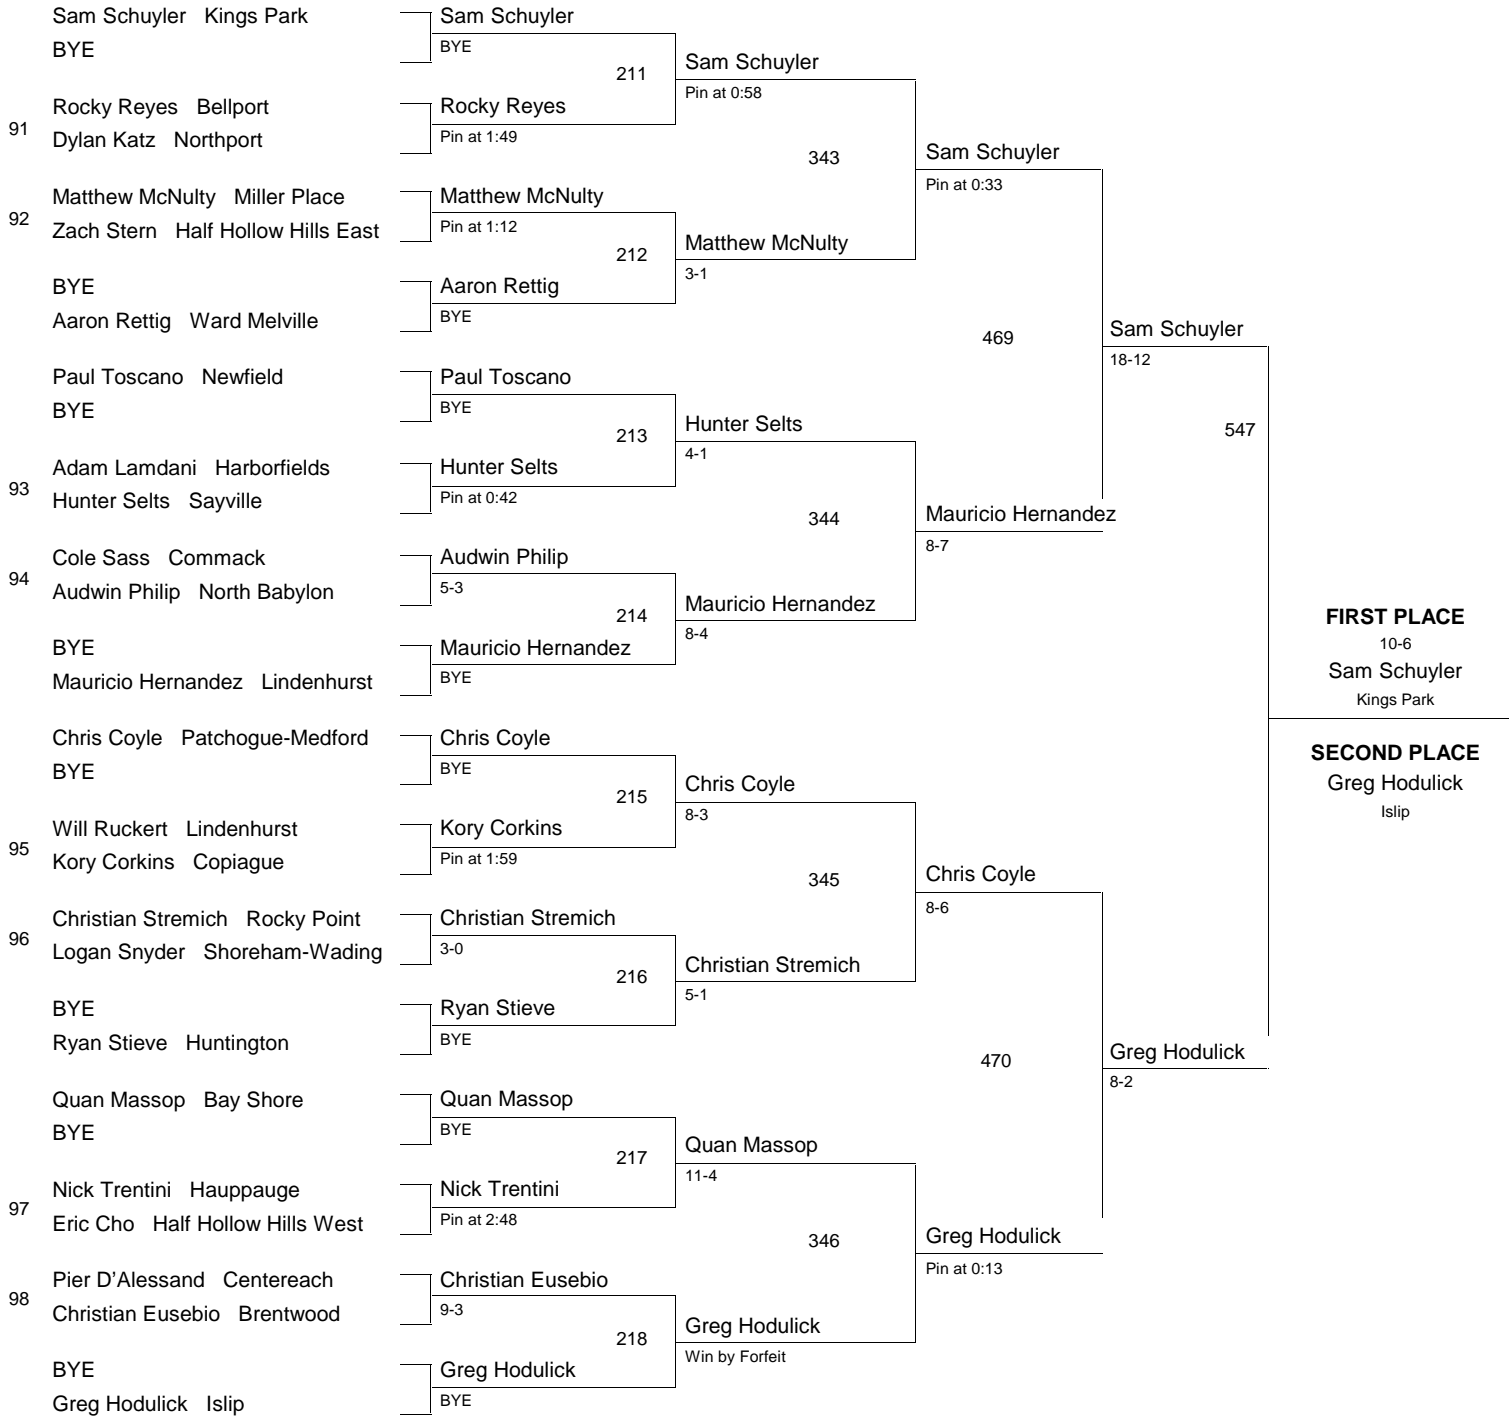 Sam Schuyler Kings Park
BYE
91
Rocky Reyes Bellport
Dylan Katz Northport
92
Matthew McNulty Miller Place
Zach Stern Half Hollow Hills East
BYE
Aaron Rettig Ward Melville
Paul Toscano Newfield
BYE
93
Adam Lamdani Harborfields
Hunter Selts Sayville
94
Cole Sass Commack
Audwin Philip North Babylon
BYE
Mauricio Hernandez Lindenhurst
Chris Coyle Patchogue-Medford
BYE
95
Will Ruckert Lindenhurst
Kory Corkins Copiague
96
Christian Stremich Rocky Point
Logan Snyder Shoreham-Wading
BYE
Ryan Stieve Huntington
Quan Massop Bay Shore
BYE
97
Nick Trentini Hauppauge
Eric Cho Half Hollow Hills West
98
Pier D’Alessand Centereach
Christian Eusebio Brentwood
BYE
Greg Hodulick Islip
Sam Schuyler
BYE
211
Rocky Reyes
Pin at 1:49
Matthew McNulty
Pin at 1:12
212
Aaron Rettig
BYE
Paul Toscano
BYE
213
Hunter Selts
Pin at 0:42
Audwin Philip
5-3
214
Mauricio Hernandez
BYE
Chris Coyle
BYE
215
Kory Corkins
Pin at 1:59
Christian Stremich
3-0
216
Ryan Stieve
BYE
Quan Massop
BYE
217
Nick Trentini
Pin at 2:48
Christian Eusebio
9-3
218
Greg Hodulick
BYE
Sam Schuyler
Pin at 0:58
343
Matthew McNulty
3-1
Hunter Selts
4-1
344
Mauricio Hernandez
8-4
Chris Coyle
8-3
345
Christian Stremich
5-1
Quan Massop
11-4
346
Greg Hodulick
Win by Forfeit
Sam Schuyler
Pin at 0:33
469
Mauricio Hernandez
8-7
Chris Coyle
8-6
470
Greg Hodulick
Pin at 0:13
Sam Schuyler
18-12
547
Greg Hodulick
8-2
FIRST PLACE
10-6
Sam Schuyler
Kings Park
SECOND PLACE
Greg Hodulick
Islip